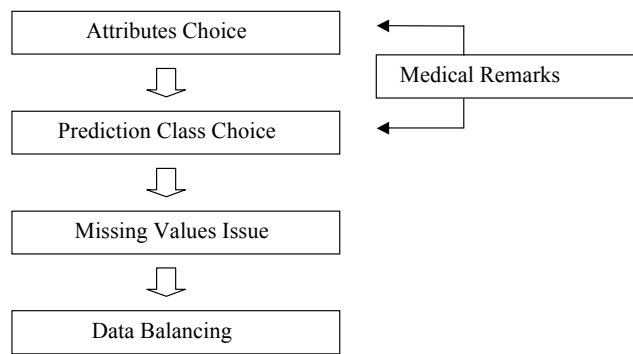 Attributes Choice
Medical Remarks
Prediction Class Choice
Missing Values Issue
Data Balancing